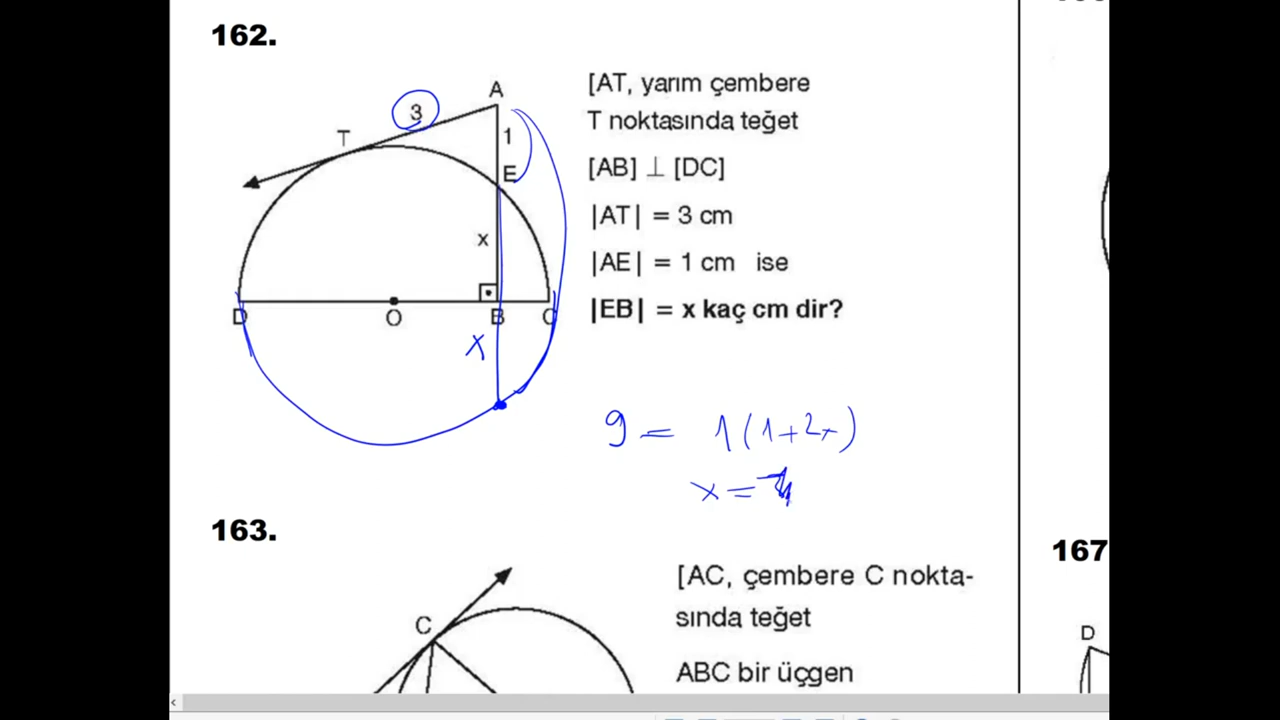 162.
A
3
1
T
E
x
D
O
B
C
x
[AT, yarım çembere
T noktasında teğet
[AB] ⊥ [DC]
|AT| = 3 cm
|AE| = 1 cm ise
|EB| = x kaç cm dir?
9 = 1(1+2x)
x = 4
163.
C
[AC, çembere C nokta-
sında teğet
ABC bir üçgen
167
D